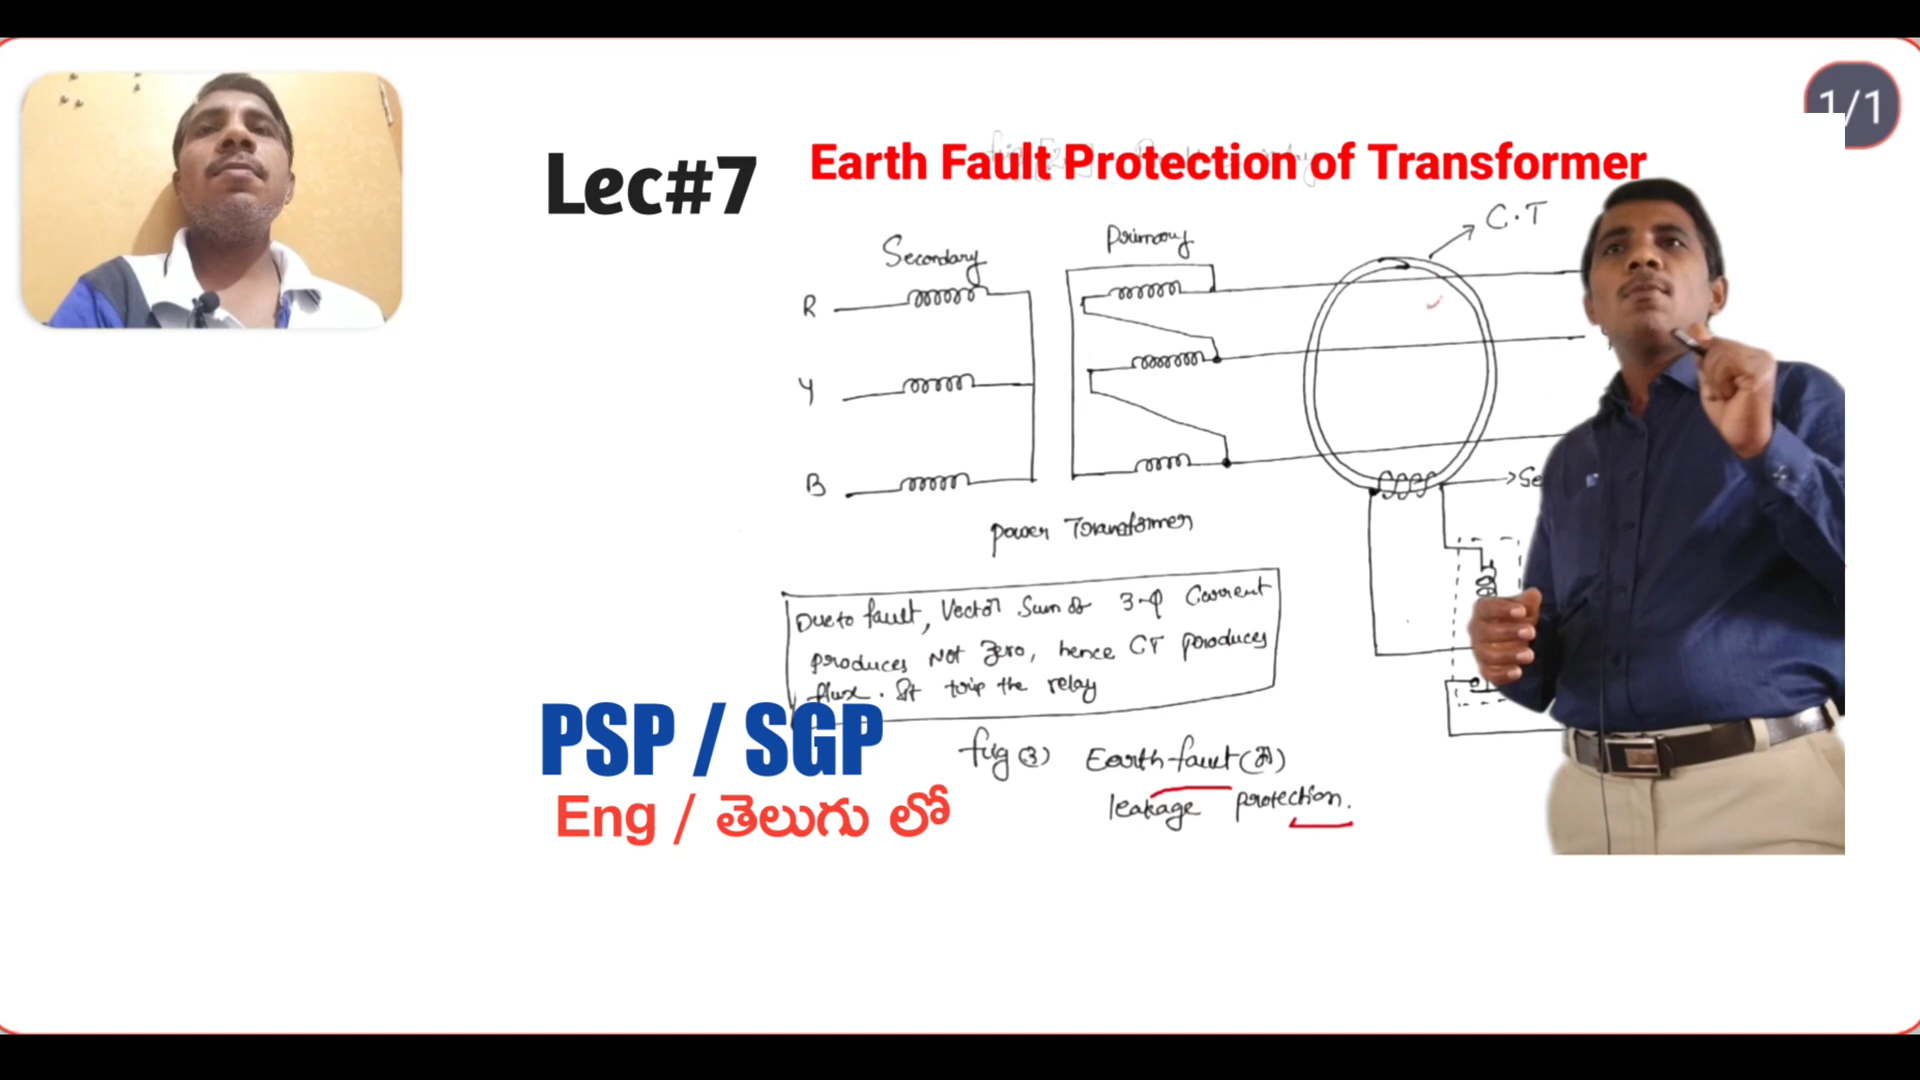 1/1
Lec#7
Earth Fault Protection of Transformer
C.T
Secondary
Primary
R
Y
B
Se
Power Transformer
Due to fault, Vector Sum of 3-φ Current
produces Not Zero, hence CT produces
flux. It trip the relay
PSP / SGP
fig (3) Earth-fault (or)
leakage protection.
Eng / తెలుగు లో